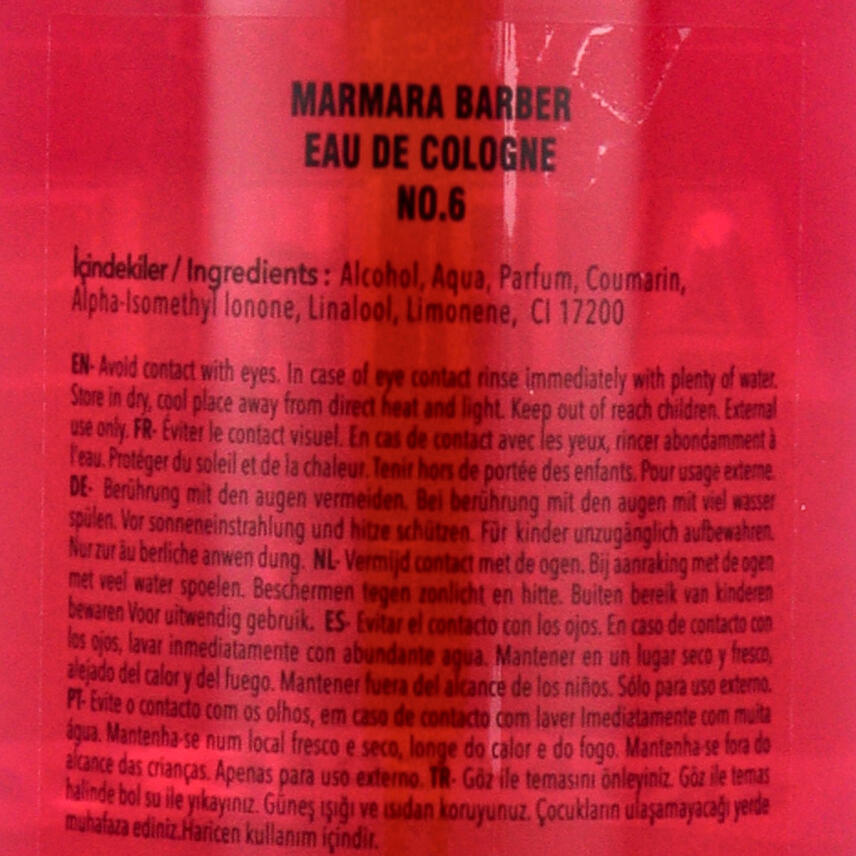 MARMARA BARBER
EAU DE COLOGNE
NO.6
İçindekiler / Ingredients : Alcohol, Aqua, Parfum, Coumarin,
Alpha-Isomethyl Ionone, Linalool, Limonene, CI 17200
EN- Avoid contact with eyes. In case of eye contact rinse immediately with plenty of water.
Store in dry, cool place away from direct heat and light. Keep out of reach children. External
use only. FR- Éviter le contact visuel. En cas de contact avec les yeux, rincer abondamment à
l'eau. Protéger du soleil et de la chaleur. Tenir hors de portée des enfants. Pour usage externe.
DE- Berührung mit den augen vermeiden. Bei berührung mit den augen mit viel wasser
spülen. Vor sonneneinstrahlung und hitze schützen. Für kinder unzugänglich aufbewahren.
Nur zur äu berliche anwen dung. NL- Vermijd contact met de ogen. Bij aanraking met de ogen
met veel water spoelen. Beschermen tegen zonlicht en hitte. Buiten bereik van kinderen
bewaren Voor uitwendig gebruik. ES- Evitar el contacto con los ojos. En caso de contacto con
los ojos, lavar inmediatamente con abundante agua. Mantener en un lugar seco y fresco,
alejado del calor y del fuego. Mantener fuera del alcance de los niños. Sólo para uso externo.
PT- Evite o contacto com os olhos, em caso de contacto com laver Imediatamente com muita
água. Mantenha-se num local fresco e seco, longe do calor e do fogo. Mantenha-se fora do
alcance das crianças. Apenas para uso externo. TR- Göz ile temasını önleyiniz. Göz ile temas
halinde bol su ile yıkayınız. Güneş ışığı ve ısıdan koruyunuz. Çocukların ulaşamayacağı yerde
muhafaza ediniz.Haricen kullanım içindir.